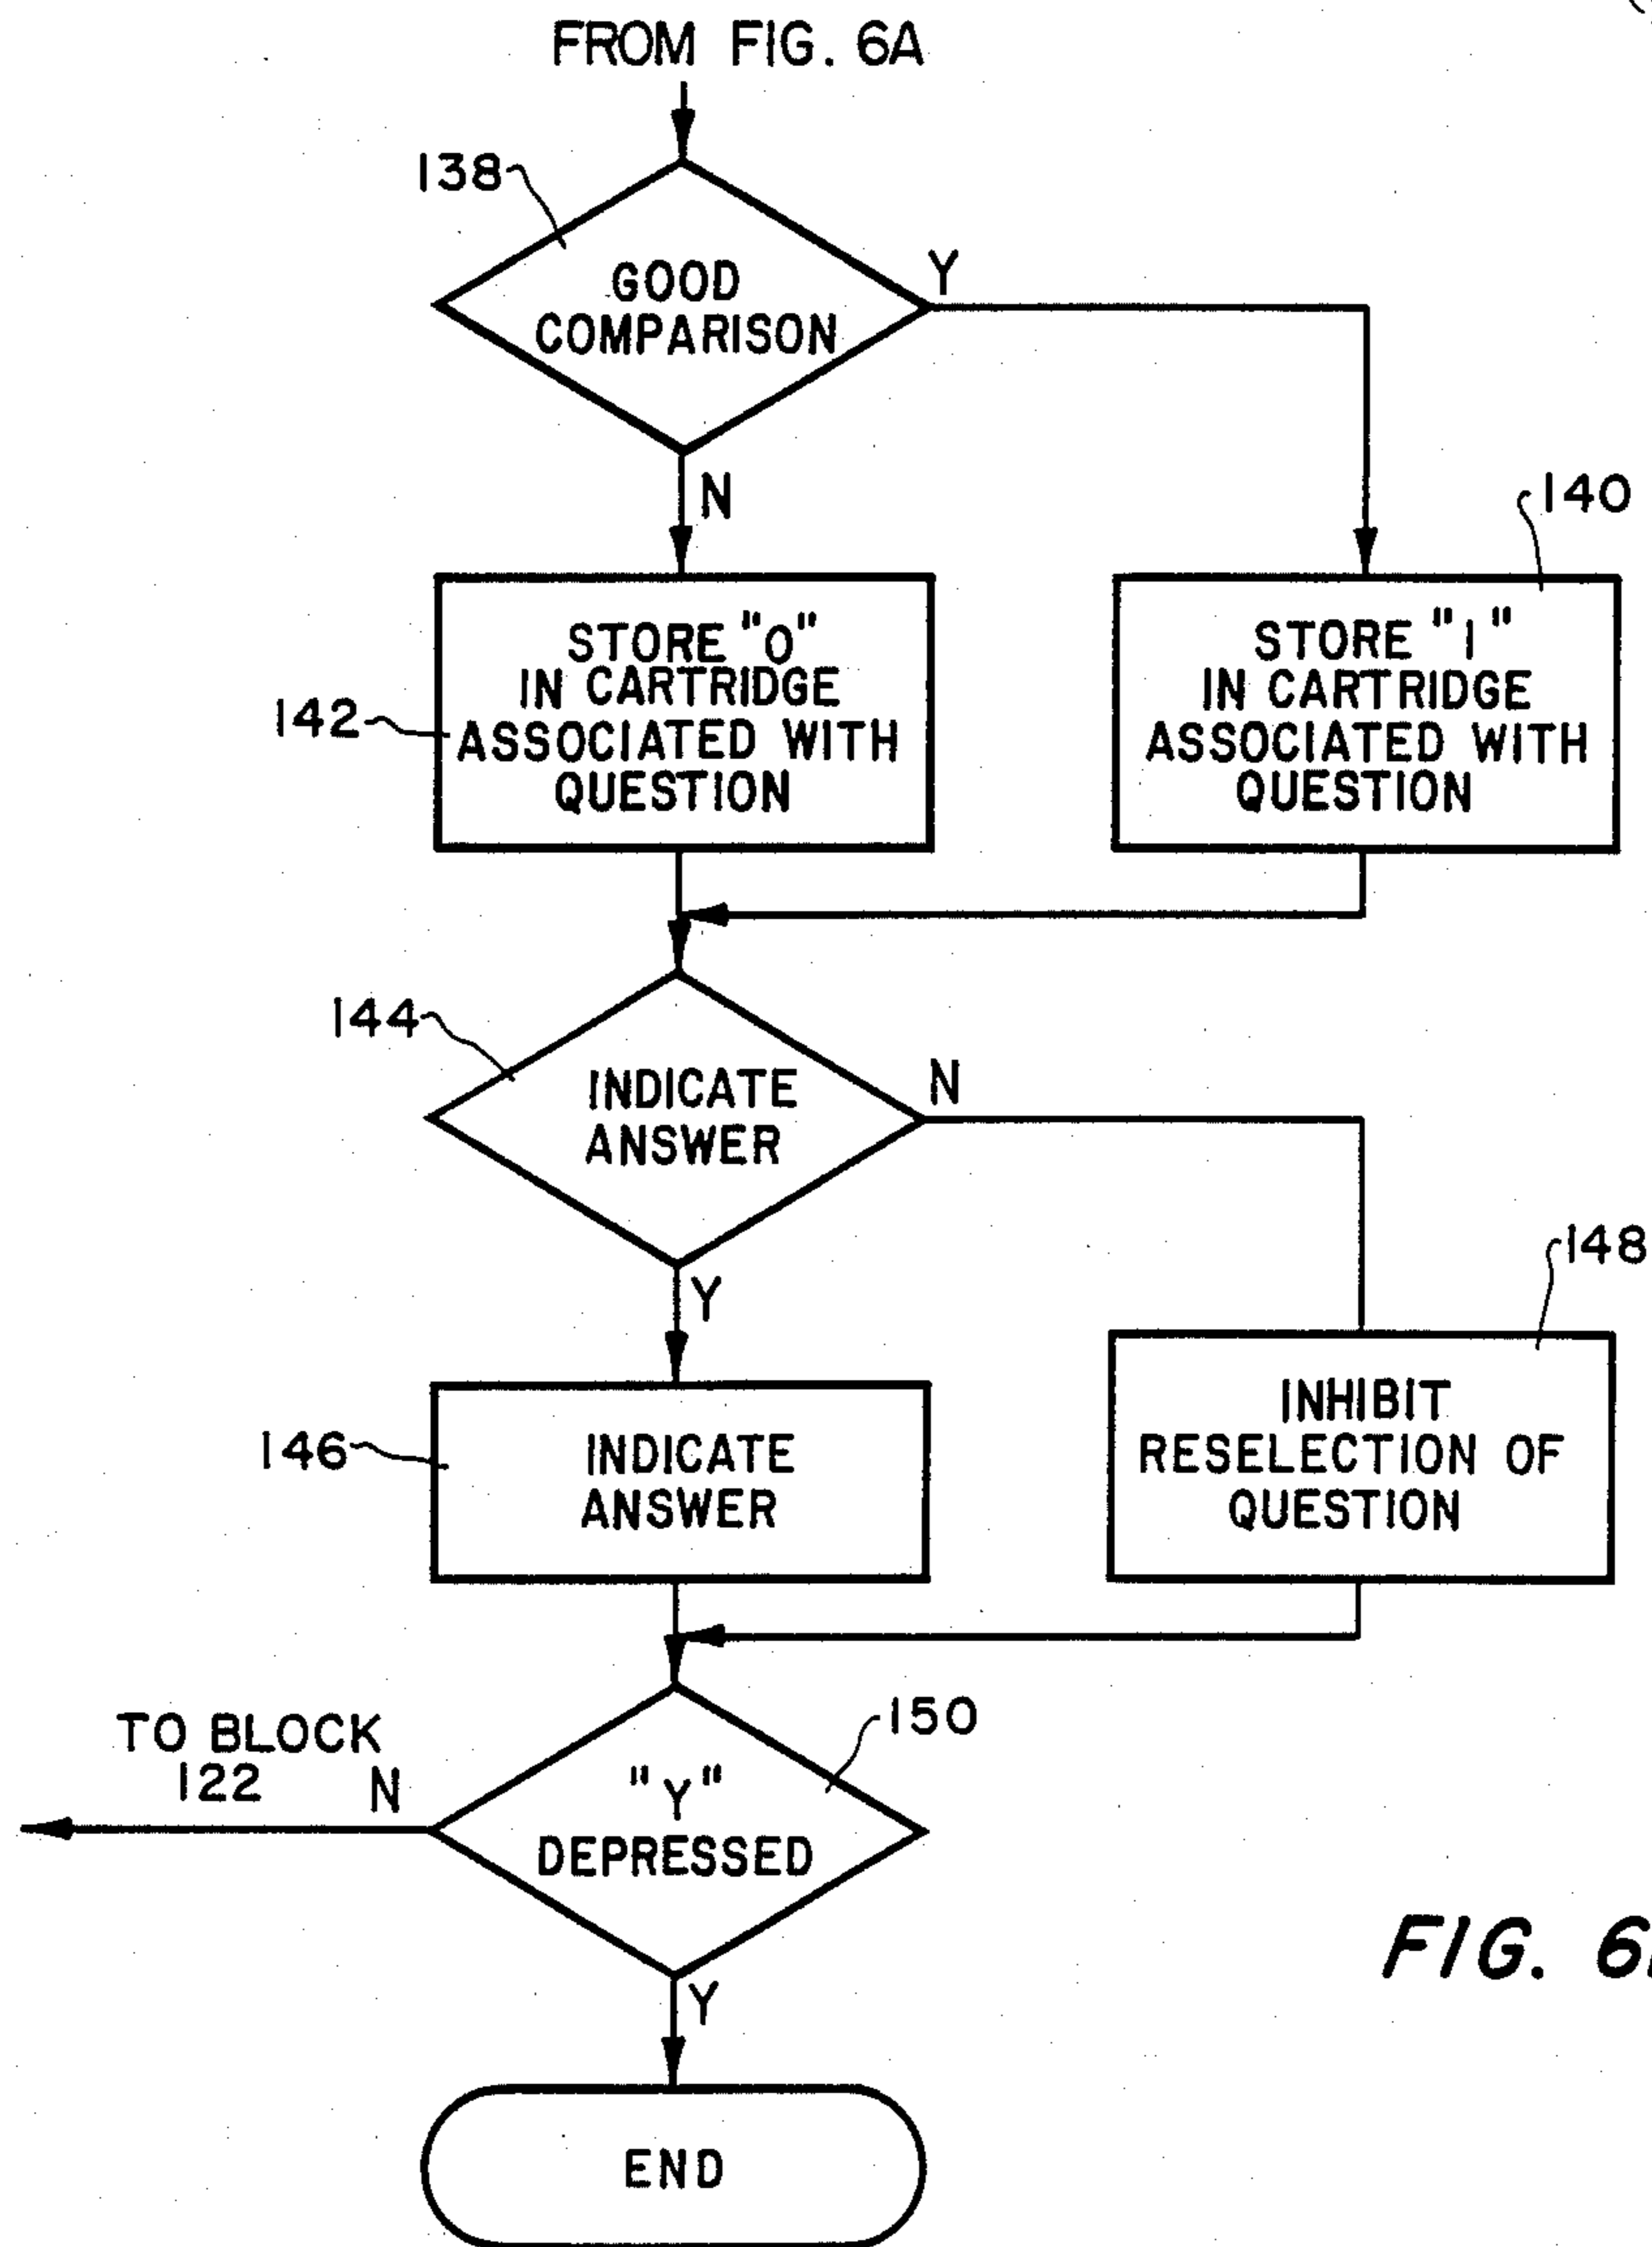 FROM FIG. 6A
138
GOOD
COMPARISON
Y
N
140
STORE "0"
IN CARTRIDGE
ASSOCIATED WITH
QUESTION
142
STORE "1"
IN CARTRIDGE
ASSOCIATED WITH
QUESTION
144
INDICATE
ANSWER
N
Y
148
146
INDICATE
ANSWER
INHIBIT
RESELECTION OF
QUESTION
150
TO BLOCK
122
N
"Y"
DEPRESSED
Y
FIG. 6
END